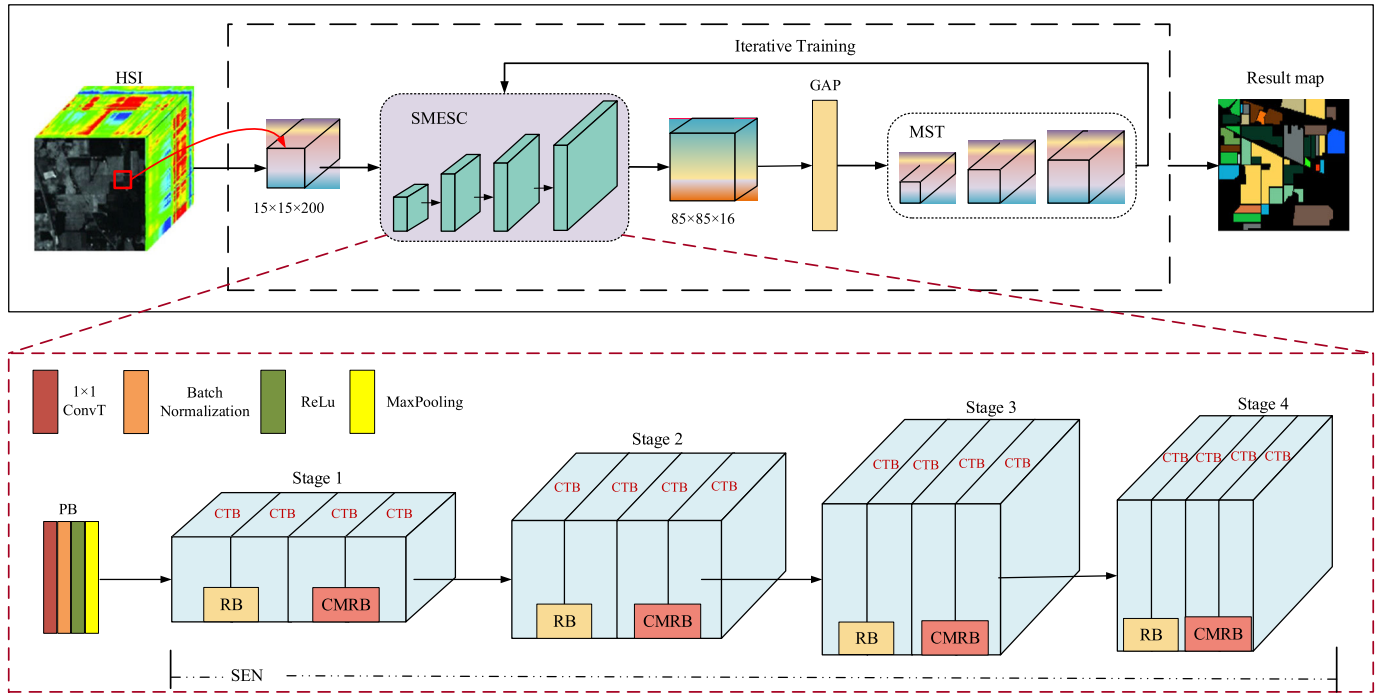 Iterative Training
HSI
GAP
Result map
SMESC
MST
15×15×200
85×85×16
1×1
ConvT
Batch
Normalization
ReLu
MaxPooling
Stage 1
Stage 2
Stage 3
Stage 4
CTB CTB CTB CTB
CTB CTB CTB CTB
CTB CTB CTB CTB
CTB CTB CTB CTB
PB
RB CMRB
RB CMRB
RB CMRB
RB CMRB
SEN